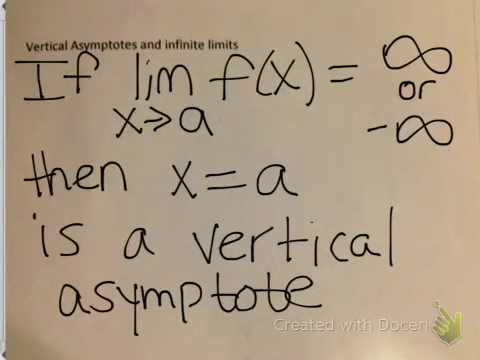 Vertical Asymptotes and infinite limits
If lim f(x) = ∞
x→a or
-∞
then x = a
is a vertical
asymptote
Created with Doceri